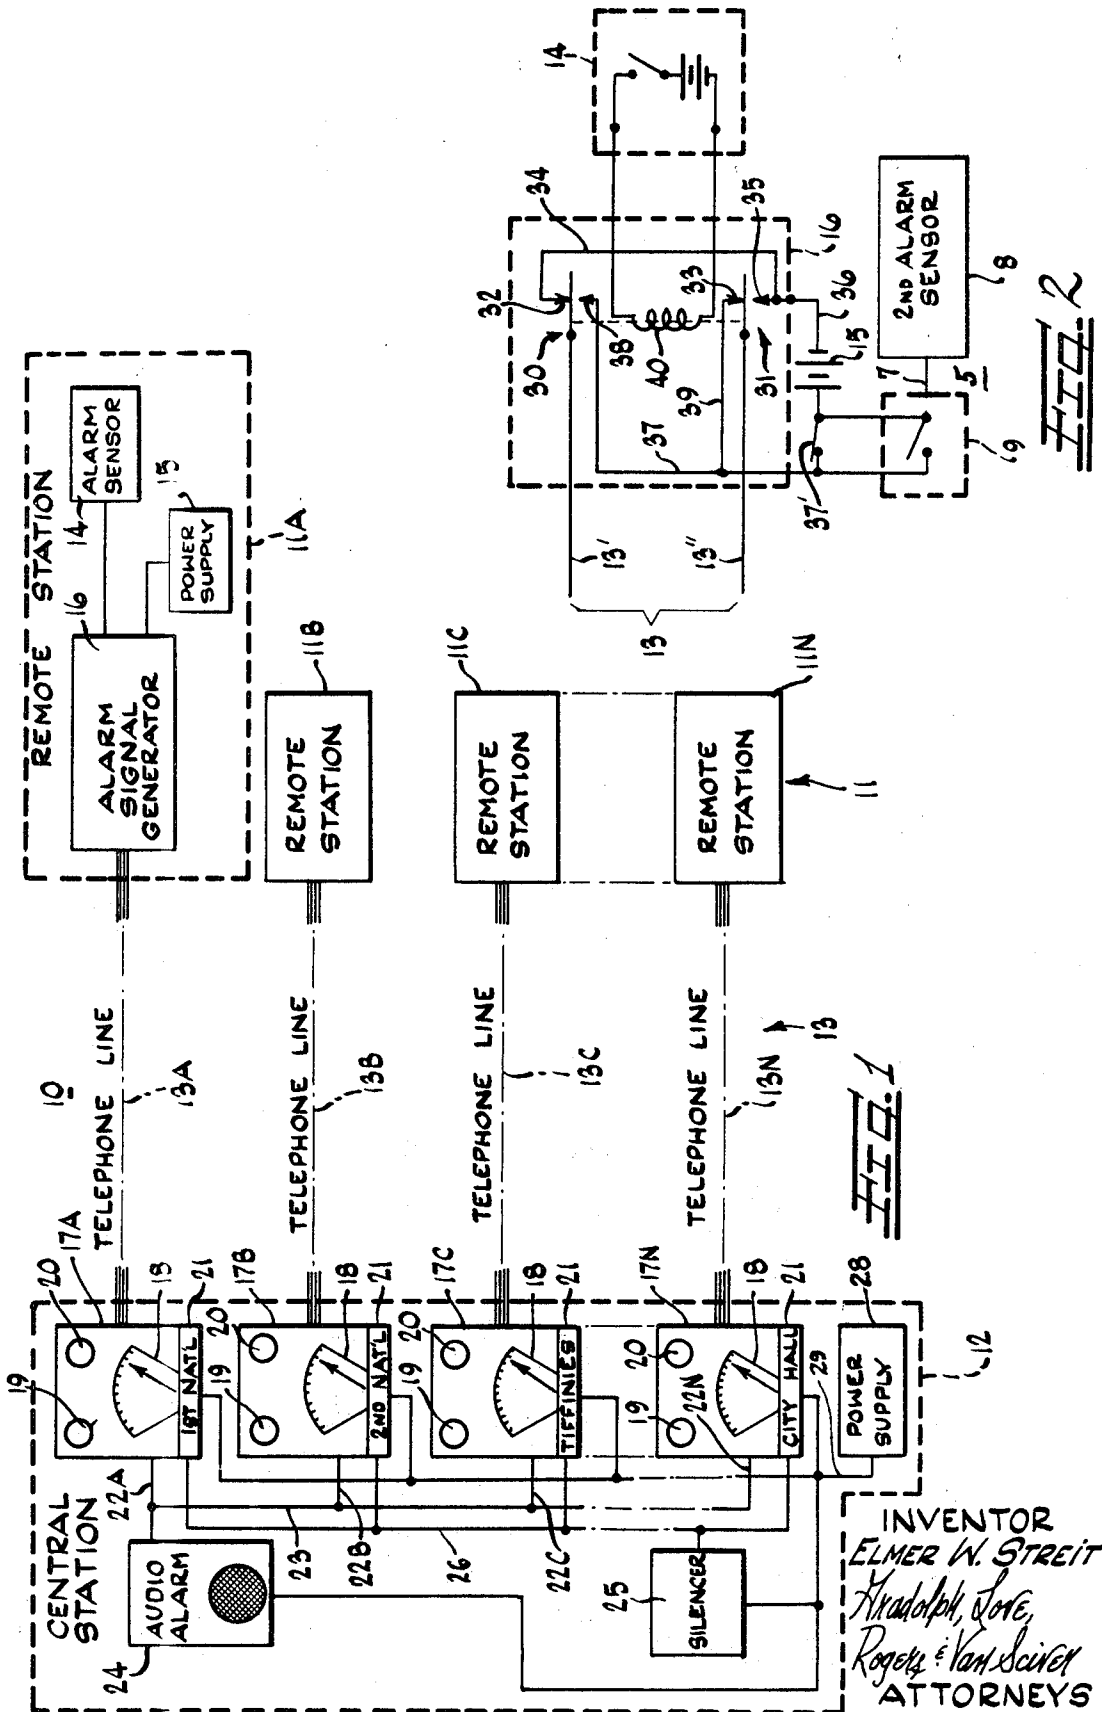 10
REMOTE STATION
ALARM
SIGNAL
GENERATOR
16
ALARM
SENSOR
14
POWER
SUPPLY
15
11A
TELEPHONE LINE
13A
REMOTE
STATION
11B
TELEPHONE LINE
13B
REMOTE
STATION
11C
TELEPHONE LINE
13C
REMOTE
STATION
11N
11
TELEPHONE LINE
13N
13
CENTRAL
STATION
AUDIO
ALARM
24
19
20
17A
18
21
1ST NAT'L
22A
19
20
17B
18
21
2ND NAT'L
22B
23
26
19
20
17C
18
21
TIFFINIES
22C
19
20
17N
18
21
CITY HALL
22N
SILENCER
25
POWER
SUPPLY
28
29
12
FIG. 1
14
34
16
32
30
38
40
33
35
31
39
37
36
15
37'
13'
13"
13
2ND ALARM
SENSOR
8
7
5
9
FIG. 2
INVENTOR
ELMER W. STREIT
Rogers & Van Sciver
ATTORNEYS